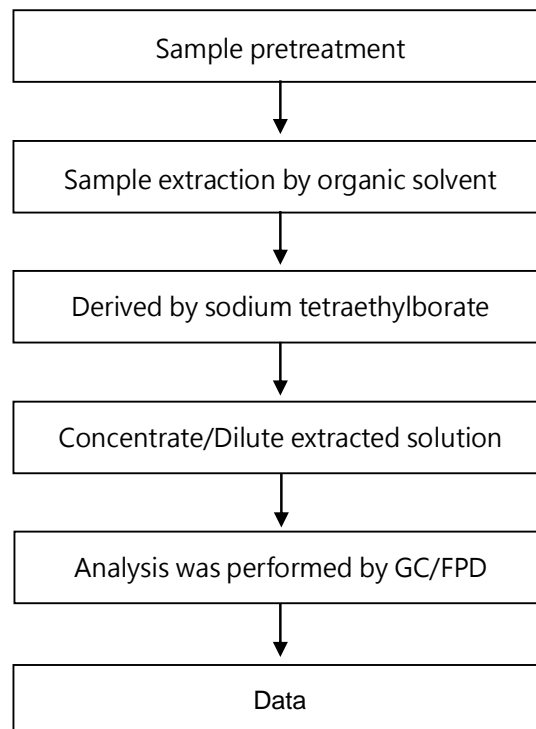 Sample pretreatment
Sample extraction by organic solvent
Derived by sodium tetraethylborate
Concentrate/Dilute extracted solution
Analysis was performed by GC/FPD
Data